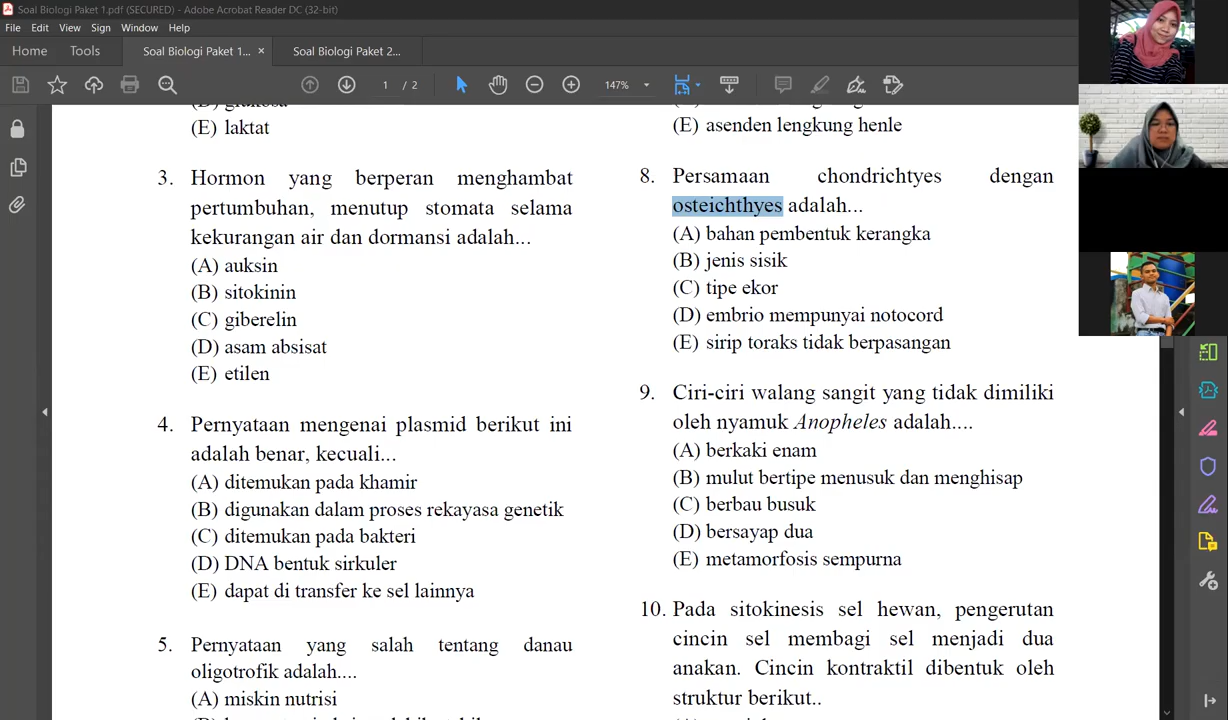 Soal Biologi Paket 1.pdf (SECURED) - Adobe Acrobat Reader DC (32-bit)
File Edit View Sign Window Help
Home Tools Soal Biologi Paket 1... × Soal Biologi Paket 2...
1 / 2 147%
(E) laktat
3. Hormon yang berperan menghambat
pertumbuhan, menutup stomata selama
kekurangan air dan dormansi adalah...
(A) auksin
(B) sitokinin
(C) giberelin
(D) asam absisat
(E) etilen
4. Pernyataan mengenai plasmid berikut ini
adalah benar, kecuali...
(A) ditemukan pada khamir
(B) digunakan dalam proses rekayasa genetik
(C) ditemukan pada bakteri
(D) DNA bentuk sirkuler
(E) dapat di transfer ke sel lainnya
5. Pernyataan yang salah tentang danau
oligotrofik adalah....
(A) miskin nutrisi
(E) asenden lengkung henle
8. Persamaan chondrichtyes dengan
osteichthyes adalah...
(A) bahan pembentuk kerangka
(B) jenis sisik
(C) tipe ekor
(D) embrio mempunyai notocord
(E) sirip toraks tidak berpasangan
9. Ciri-ciri walang sangit yang tidak dimiliki
oleh nyamuk Anopheles adalah....
(A) berkaki enam
(B) mulut bertipe menusuk dan menghisap
(C) berbau busuk
(D) bersayap dua
(E) metamorfosis sempurna
10. Pada sitokinesis sel hewan, pengerutan
cincin sel membagi sel menjadi dua
anakan. Cincin kontraktil dibentuk oleh
struktur berikut..